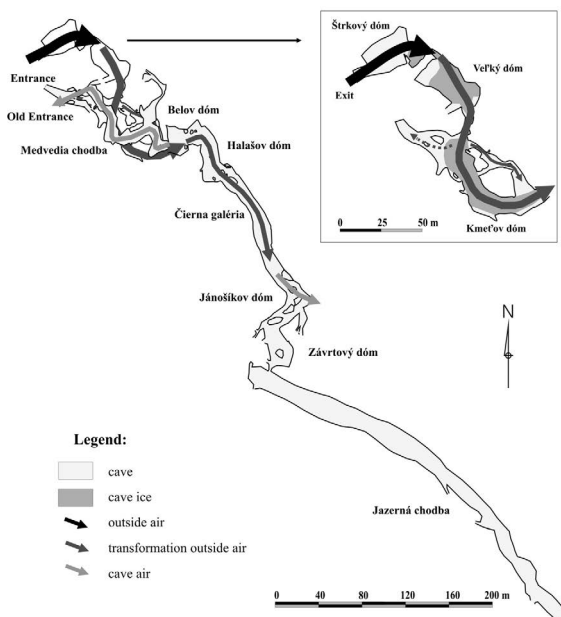 Štrkový dóm
Veľký dóm
Exit
Kmeťov dóm
0 25 50 m
Entrance
Old Entrance
Belov dóm
Medvedia chodba
Halašov dóm
Čierna galéria
Jánošíkov dóm
Závrtový dóm
N
Jazerná chodba
Legend:
cave
cave ice
outside air
transformation outside air
cave air
0 40 80 120 160 200 m